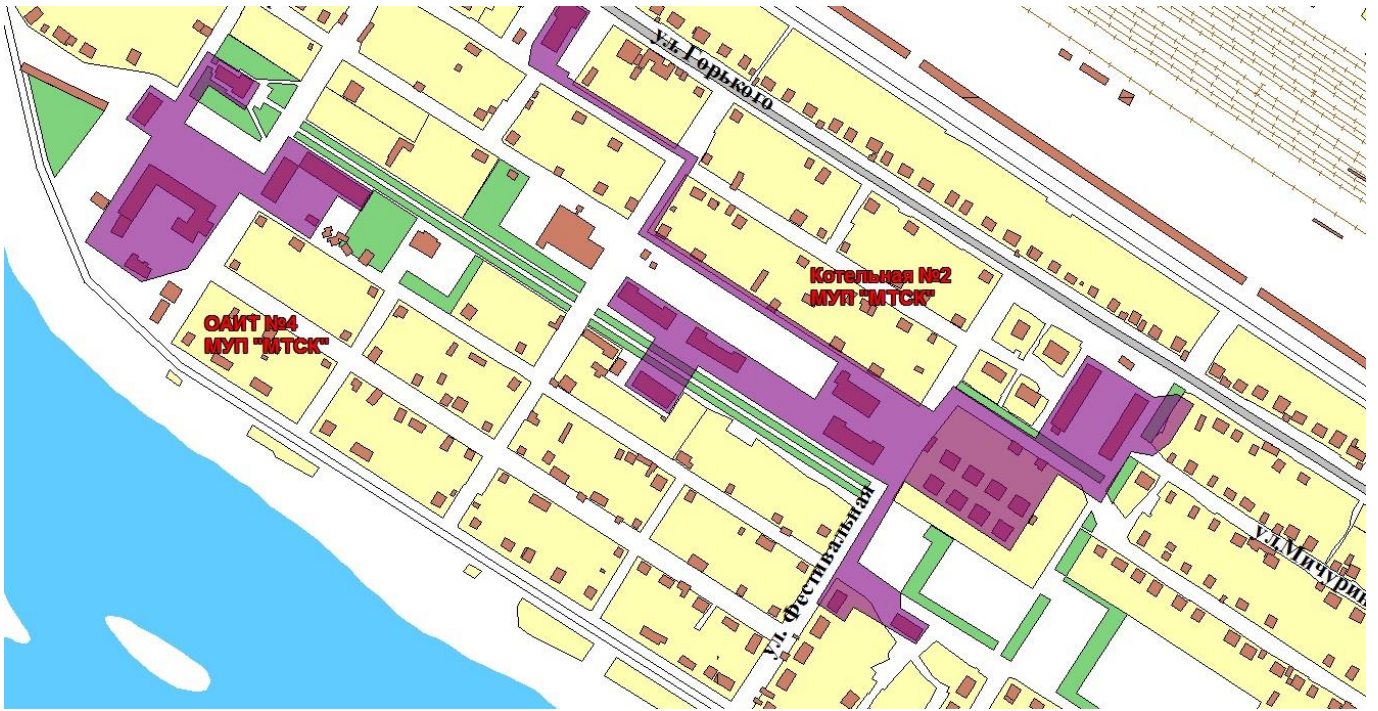 ул. Горького
Котельная №2
МУП "МТСК"
ОАИТ №4
МУП "МТСК"
ул. Фестивальная
ул.Мичурин